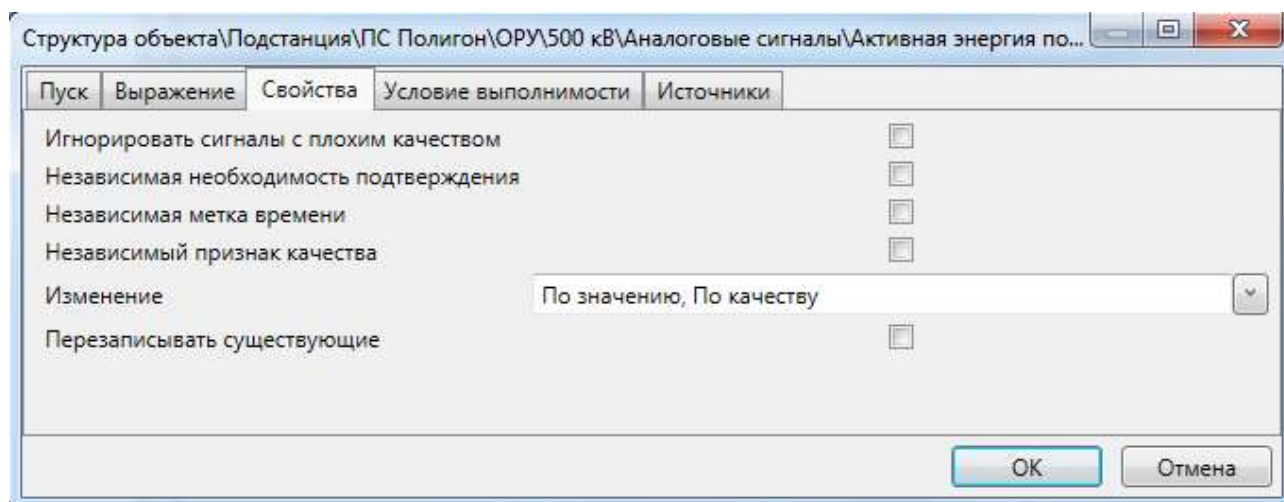 Структура объекта\Подстанция\ПС Полигон\ОРУ\500 кВ\Аналоговые сигналы\Активная энергия по...
Пуск Выражение Свойства Условие выполнимости Источники
Игнорировать сигналы с плохим качеством
Независимая необходимость подтверждения
Независимая метка времени
Независимый признак качества
Изменение По значению, По качеству
Перезаписывать существующие
ОК Отмена